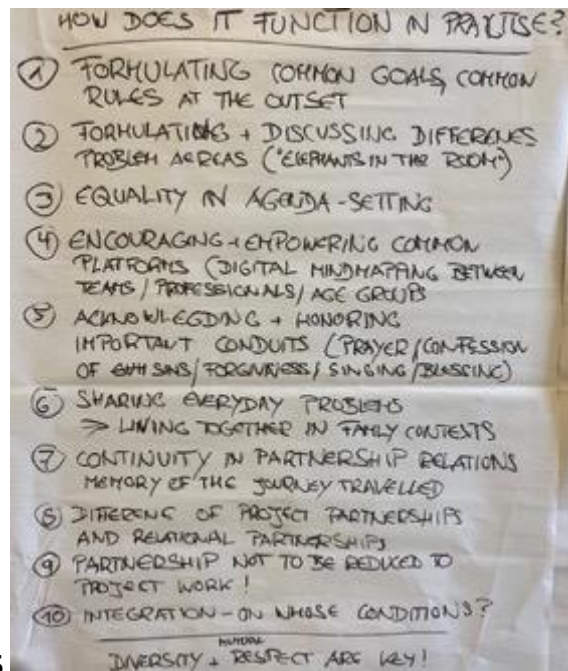 HOW DOES IT FUNCTION IN PRACTISE?
1 FORMULATING COMMON GOALS, COMMON
RULES AT THE OUTSET
2 FORMULATING + DISCUSSING DIFFERENES
PROBLEM AEREAS ("ELEPHANTS IN THE ROOM")
3 EQUALITY IN AGENDA-SETTING
4 ENCOURAGING + EMPOWERING COMMON
PLATFORMS (DIGITAL MINDMAPPING BETWEEN
TEAMS / PROFESSIONALS / AGE GROUPS
5 ACKNOWLEGDING + HONORING
IMPORTANT CONDUITS (PRAYER / CONFESSION
OF SINS / FORGIVNESS / SINGING / BLESSING)
6 SHARING EVERYDAY PROBLEMS
=> LIVING TOGETHER IN FAMILY CONTEXTS
7 CONTINUITY IN PARTNERSHIP RELATIONS
MEMORY OF THE JOURNEY TRAVELLED
8 DIFFERENC OF PROJECT PARTNERSHIPS
AND RELATIONAL PARTNERSHIPS
9 PARTNERSHIP NOT TO BE REDUCED TO
PROJECT WORK!
10 INTEGRATION - ON WHOSE CONDITIONS?
MUTUAL
DIVERSITY + RESPECT ARE KEY!